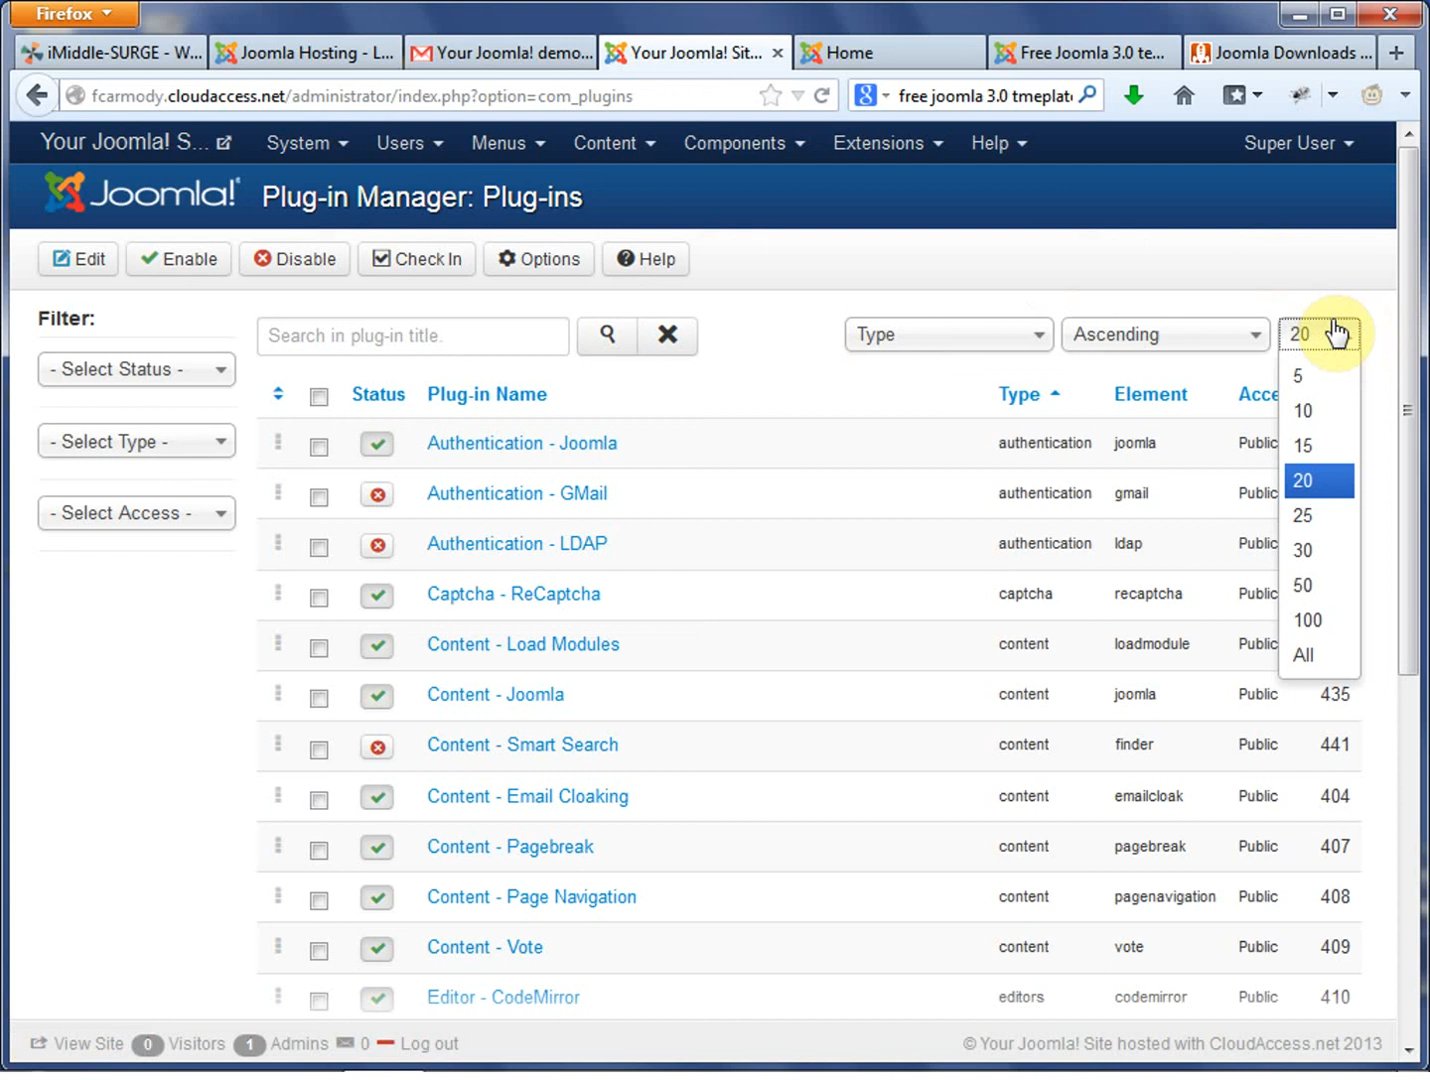 Firefox
iMiddle-SURGE - W...
Joomla Hosting - L...
Your Joomla! demo...
Your Joomla! Sit...
Home
Free Joomla 3.0 te...
Joomla Downloads ...
fcarmody.cloudaccess.net/administrator/index.php?option=com_plugins
free joomla 3.0 tmeplat
Your Joomla! S... System Users Menus Content Components Extensions Help Super User
Joomla!® Plug-in Manager: Plug-ins
Edit Enable Disable Check In Options Help
Filter:
- Select Status -
- Select Type -
- Select Access -
Search in plug-in title.
Type Ascending 20
5
10
15
20
25
30
50
100
All
Status Plug-in Name Type Element Acce
Authentication - Joomla authentication joomla Public
Authentication - GMail authentication gmail Public
Authentication - LDAP authentication ldap Public
Captcha - ReCaptcha captcha recaptcha Public
Content - Load Modules content loadmodule Public
Content - Joomla content joomla Public 435
Content - Smart Search content finder Public 441
Content - Email Cloaking content emailcloak Public 404
Content - Pagebreak content pagebreak Public 407
Content - Page Navigation content pagenavigation Public 408
Content - Vote content vote Public 409
Editor - CodeMirror editors codemirror Public 410
View Site 0 Visitors 1 Admins 0 Log out
© Your Joomla! Site hosted with CloudAccess.net 2013